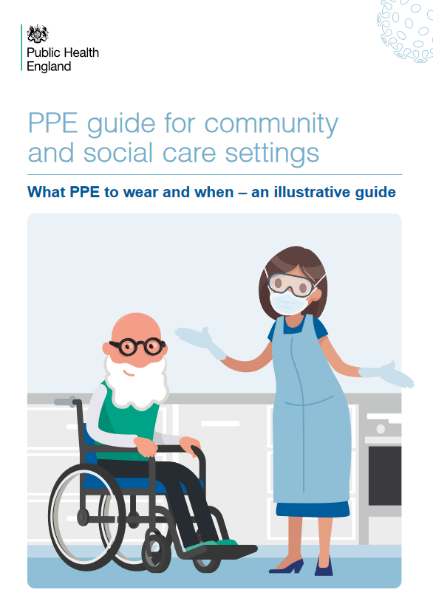 Public Health
England
PPE guide for community
and social care settings
What PPE to wear and when – an illustrative guide